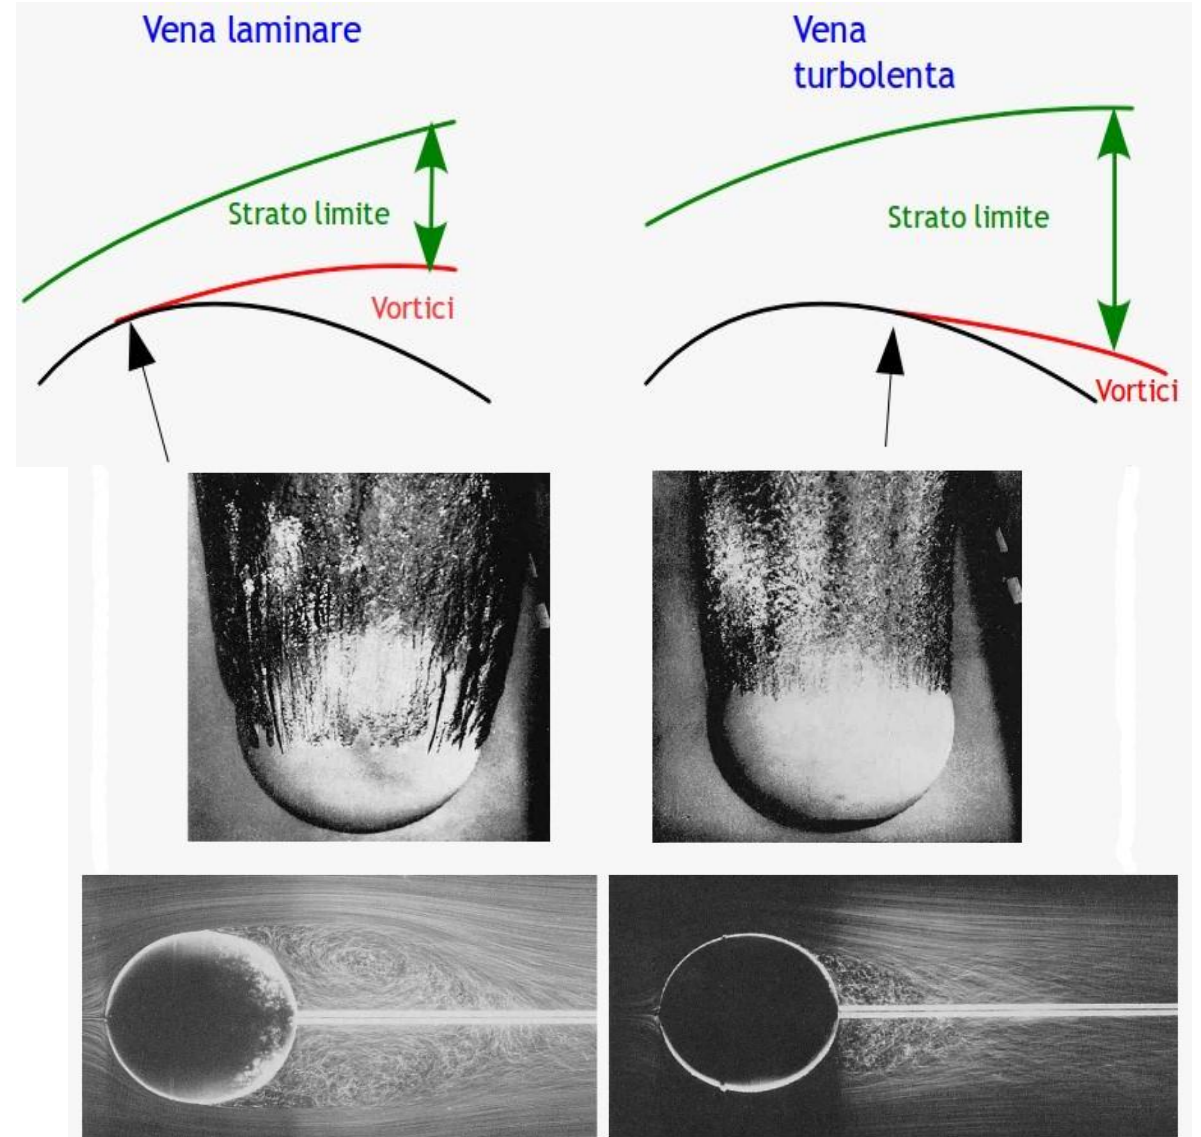 Vena laminare
Vena
turbolenta
Strato limite
Vortici
Strato limite
Vortici